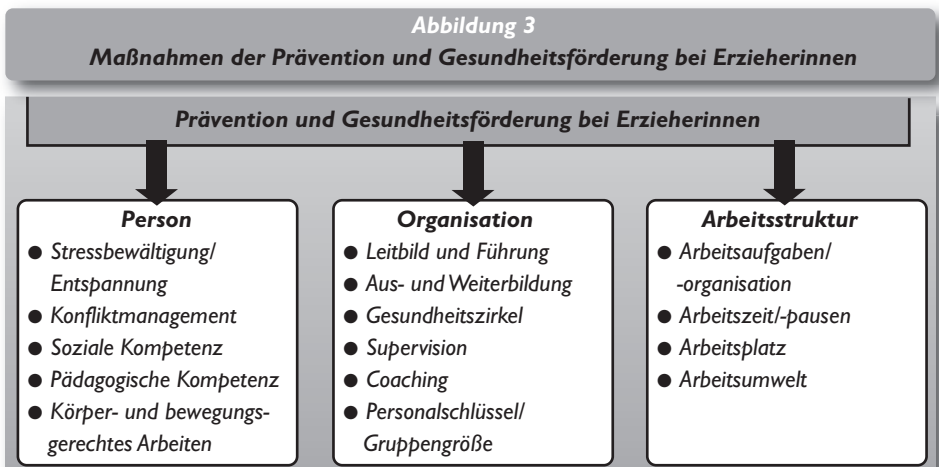 Abbildung 3
Maßnahmen der Prävention und Gesundheitsförderung bei Erzieherinnen
Prävention und Gesundheitsförderung bei Erzieherinnen
Person
● Stressbewältigung/
Entspannung
● Konfliktmanagement
● Soziale Kompetenz
● Pädagogische Kompetenz
● Körper- und bewegungs-
gerechtes Arbeiten
Organisation
● Leitbild und Führung
● Aus- und Weiterbildung
● Gesundheitszirkel
● Supervision
● Coaching
● Personalschlüssel/
Gruppengröße
Arbeitsstruktur
● Arbeitsaufgaben/
-organisation
● Arbeitszeit/-pausen
● Arbeitsplatz
● Arbeitsumwelt